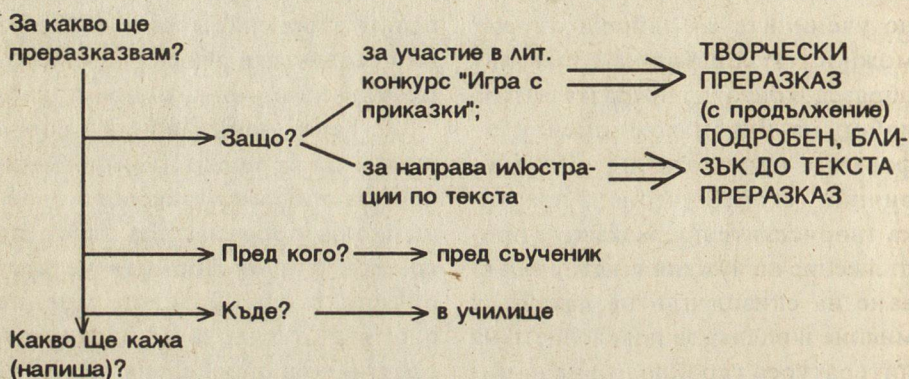 За какво ще
преразказвам?
Защо?
за участие в лит.
конкурс "Игра с
приказки";
ТВОРЧЕСКИ
ПРЕРАЗКАЗ
(с продължение)
за направа илюстра-
ции по текста
ПОДРОБЕН, БЛИ-
ЗЪК ДО ТЕКСТА
ПРЕРАЗКАЗ
Пред кого?
пред съученик
Къде?
в училище
Какво ще кажа
(напиша)?